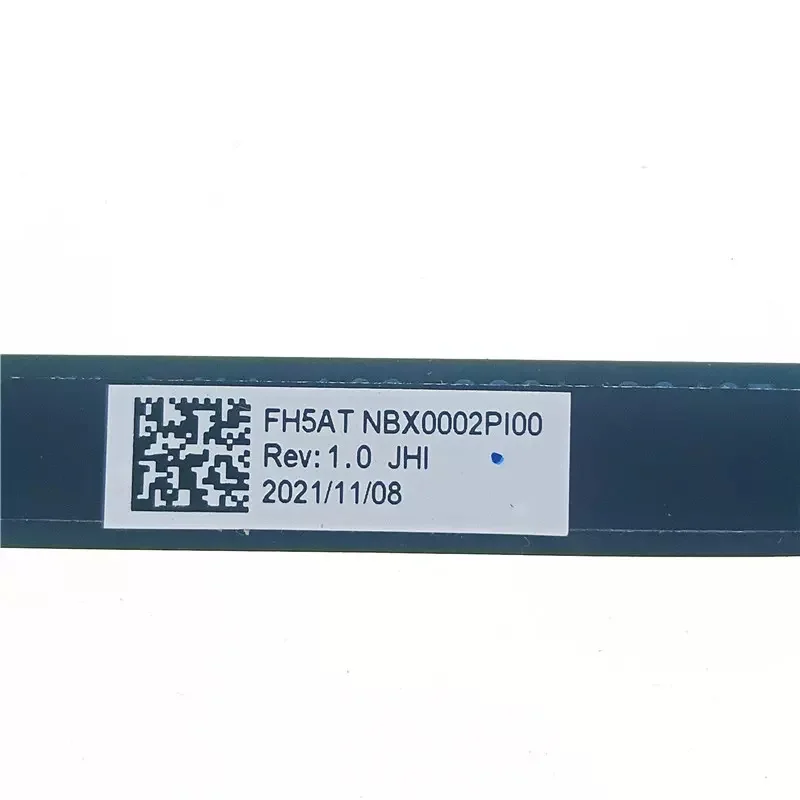 FH5AT NBX0002PI00
Rev: 1.0 JHI
2021/11/08